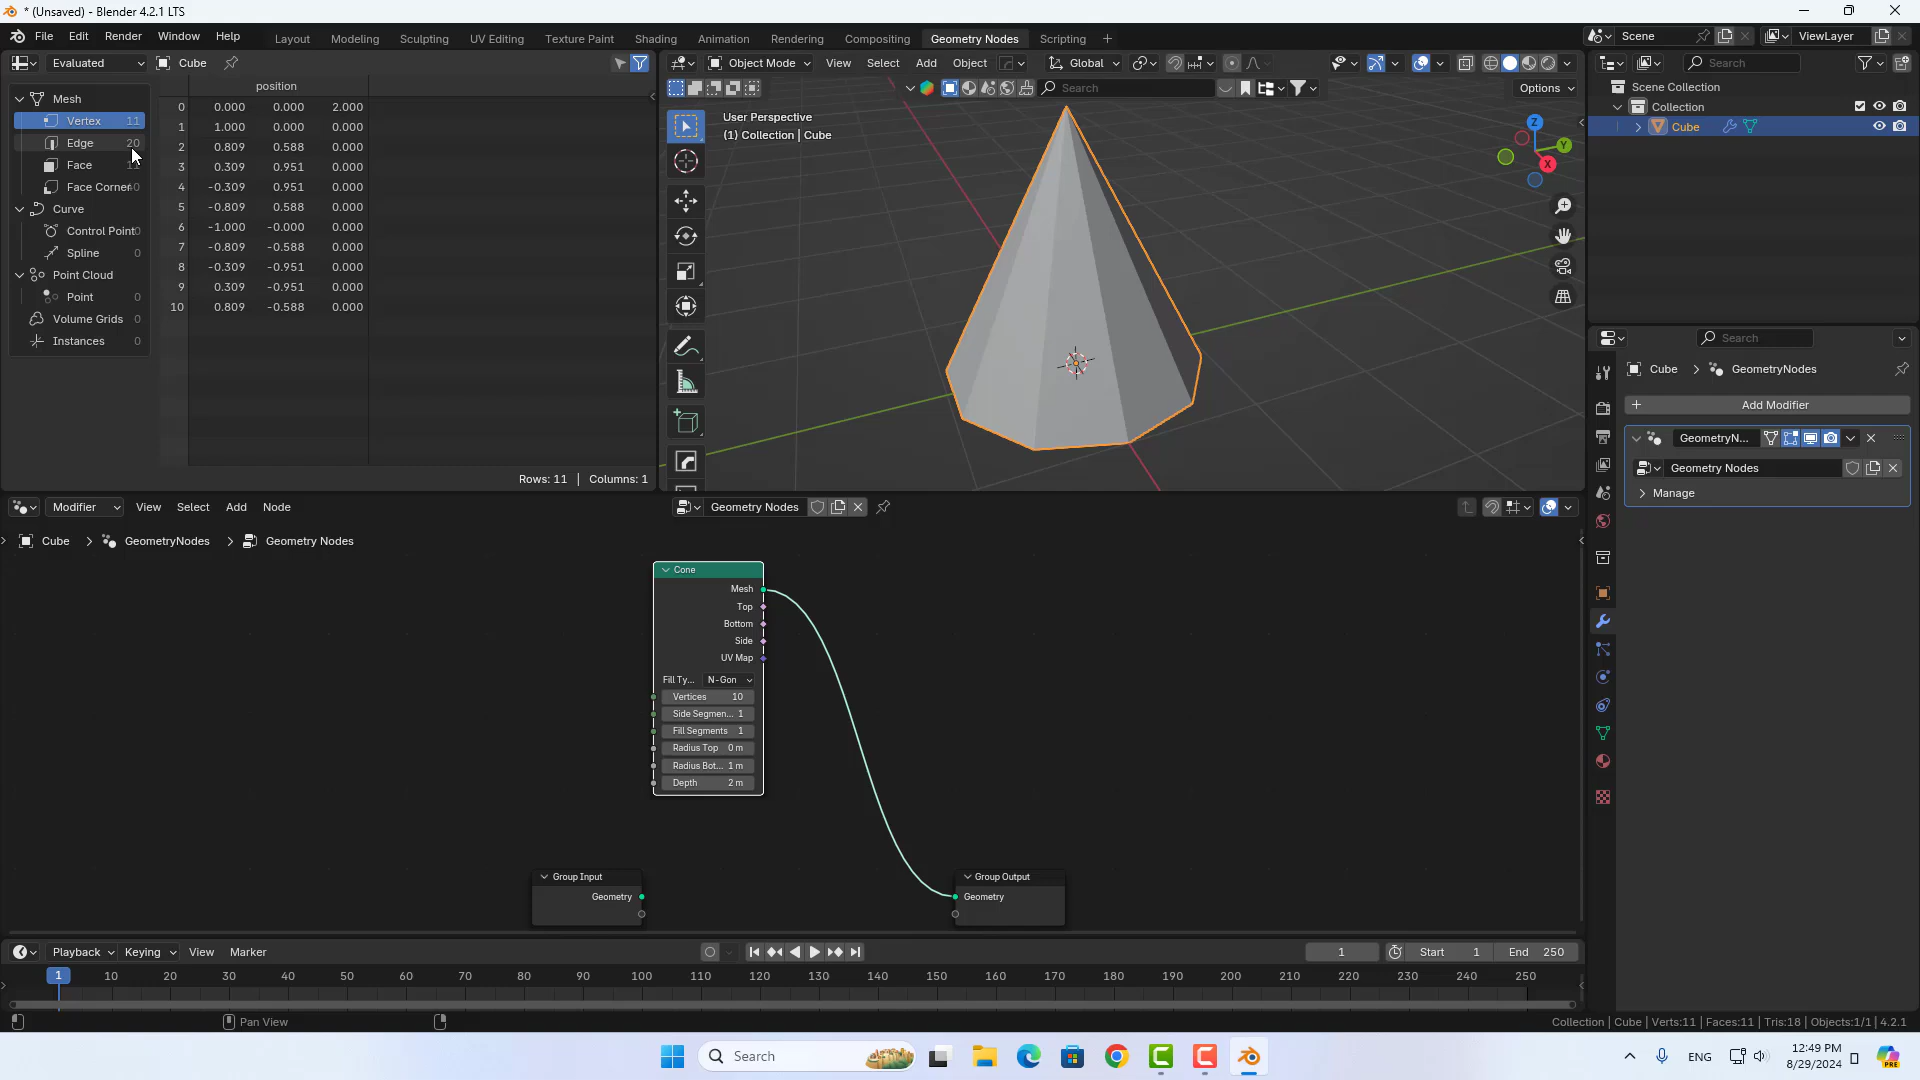 * (Unsaved) - Blender 4.2.1 LTS
File Edit Render Window Help
Layout Modeling Sculpting UV Editing Texture Paint Shading Animation Rendering Compositing Geometry Nodes Scripting +
Scene ViewLayer
Evaluated Cube
Object Mode View Select Add Object Global
Search
position
Search Options
Mesh
Vertex 11
Edge 20
Face 11
Face Corner
Curve
Control Point 0
Spline 0
Point Cloud
Point 0
Volume Grids 0
Instances 0
0 0.000 0.000 2.000
1 1.000 0.000 0.000
2 0.809 0.588 0.000
3 0.309 0.951 0.000
4 -0.309 0.951 0.000
5 -0.809 0.588 0.000
6 -1.000 -0.000 0.000
7 -0.809 -0.588 0.000
8 -0.309 -0.951 0.000
9 0.309 -0.951 0.000
10 0.809 -0.588 0.000
Rows: 11 | Columns: 1
User Perspective
(1) Collection | Cube
Z
Y
X
Scene Collection
Collection
Cube
Search
Cube GeometryNodes
+ Add Modifier
GeometryN...
Geometry Nodes
Manage
Modifier View Select Add Node
Geometry Nodes
Cube GeometryNodes Geometry Nodes
Cone
Mesh
Top
Bottom
Side
UV Map
Fill Ty... N-Gon
Vertices 10
Side Segmen... 1
Fill Segments 1
Radius Top 0 m
Radius Bot... 1 m
Depth 2 m
Group Input
Geometry
Group Output
Geometry
Playback Keying View Marker
1 Start 1 End 250
1 10 20 30 40 50 60 70 80 90 100 110 120 130 140 150 160 170 180 190 200 210 220 230 240 250
Pan View
Collection | Cube | Verts:11 | Faces:11 | Tris:18 | Objects:1/1 | 4.2.1
Search
ENG
12:49 PM
8/29/2024
PRE